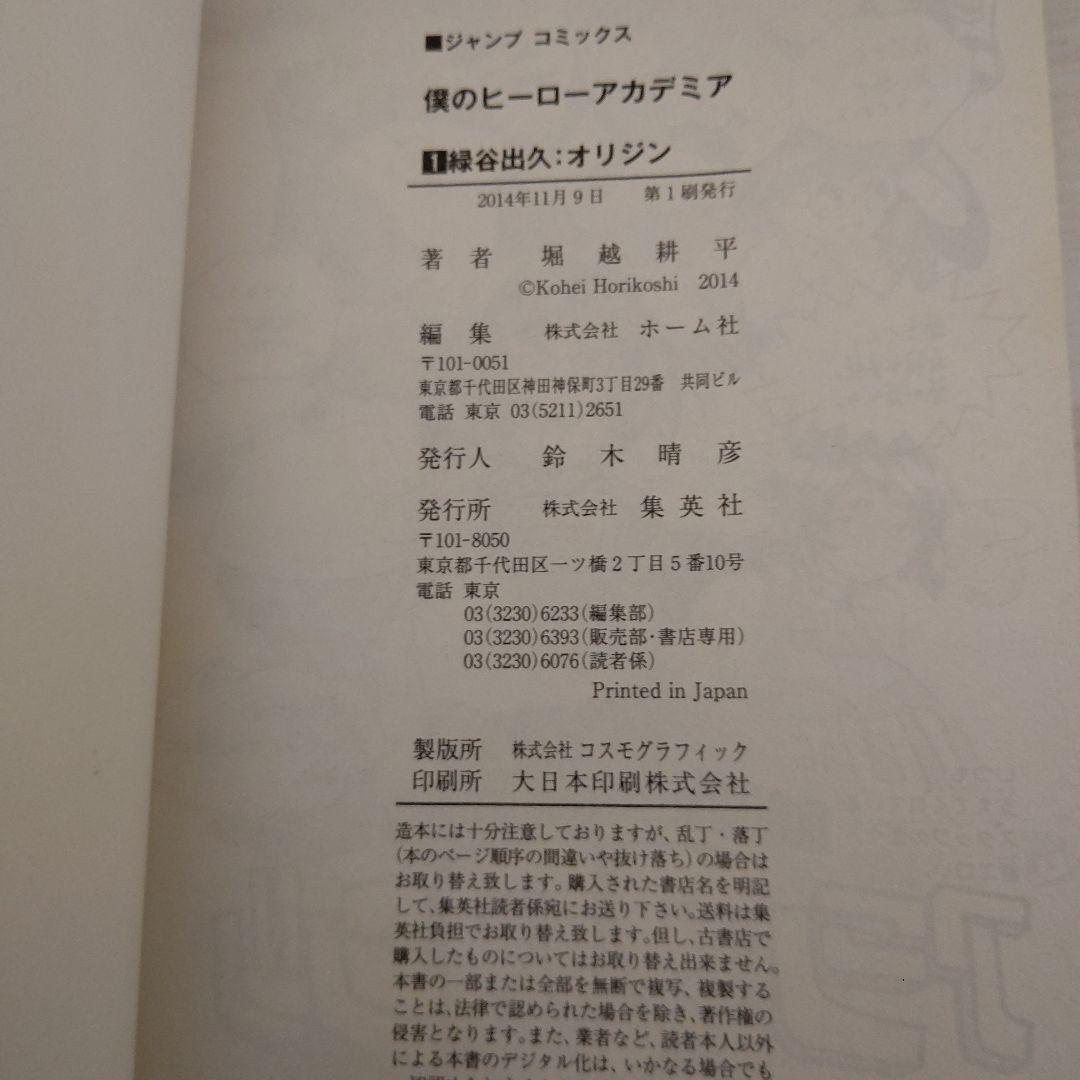 ■ジャンプ コミックス
僕のヒーローアカデミア
1緑谷出久:オリジン
2014年11月9日 第1刷発行
著者 堀越耕平
©Kohei Horikoshi 2014
編集 株式会社 ホーム社
〒101-0051
東京都千代田区神田神保町3丁目29番 共同ビル
電話 東京 03(5211)2651
発行人 鈴木晴彦
発行所 株式会社 集英社
〒101-8050
東京都千代田区一ツ橋2丁目5番10号
電話 東京
03(3230)6233(編集部)
03(3230)6393(販売部・書店専用)
03(3230)6076(読者係)
Printed in Japan
製版所 株式会社 コスモグラフィック
印刷所 大日本印刷株式会社
造本には十分注意しておりますが、乱丁・落丁
(本のページ順序の間違いや抜け落ち)の場合は
お取り替え致します。購入された書店名を明記
して、集英社読者係宛にお送り下さい。送料は集
英社負担でお取り替え致します。但し、古書店で
購入したものについてはお取り替え出来ません。
本書の一部または全部を無断で複写、複製する
ことは、法律で認められた場合を除き、著作権の
侵害となります。また、業者など、読者本人以外
による本書のデジタル化は、いかなる場合でも